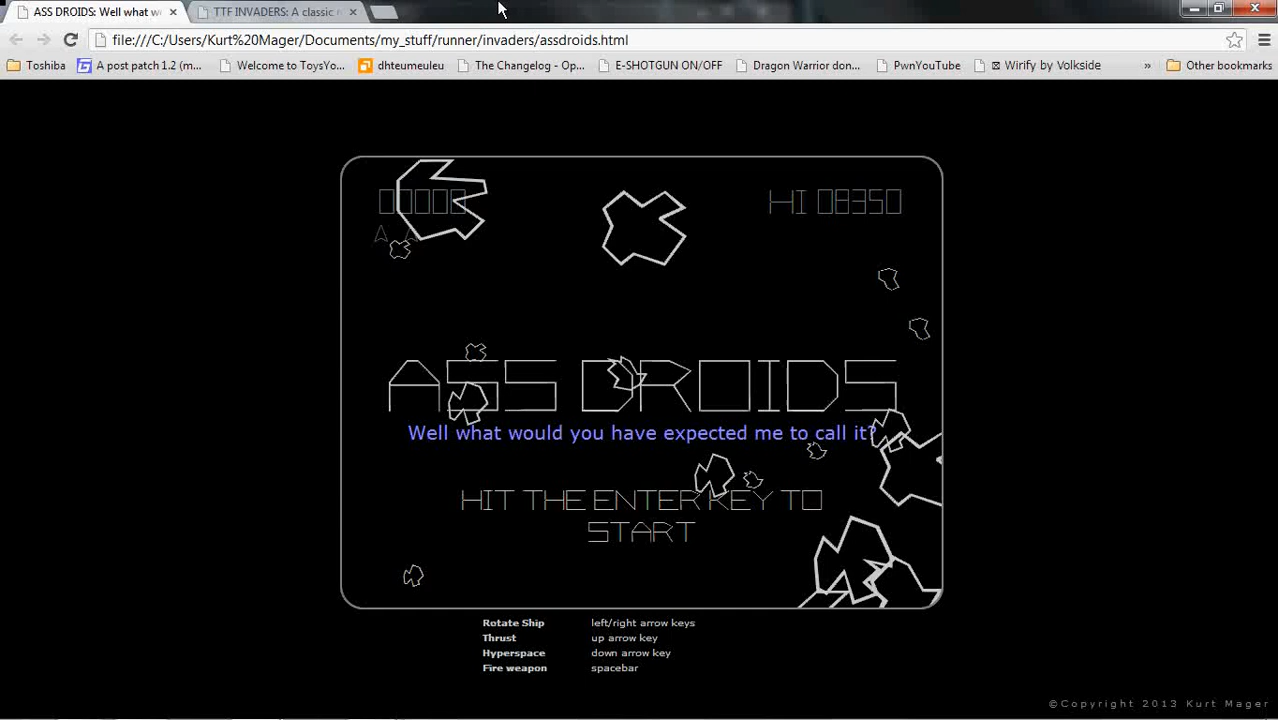 ASS DROIDS: Well what w
TTF INVADERS: A classic r
file:///C:/Users/Kurt%20Mager/Documents/my_stuff/runner/invaders/assdroids.html
Toshiba
A post patch 1.2 (m...
Welcome to ToysYo...
dhteumeuleu
The Changelog - Op...
E-SHOTGUN ON/OFF
Dragon Warrior don...
PwnYouTube
Wirify by Volkside
»
Other bookmarks
00000
HI 08350
ASS DROIDS
Well what would you have expected me to call it?
HIT THE ENTER KEY TO
START
Rotate Ship left/right arrow keys
Thrust up arrow key
Hyperspace down arrow key
Fire weapon spacebar
©Copyright 2013 Kurt Mager